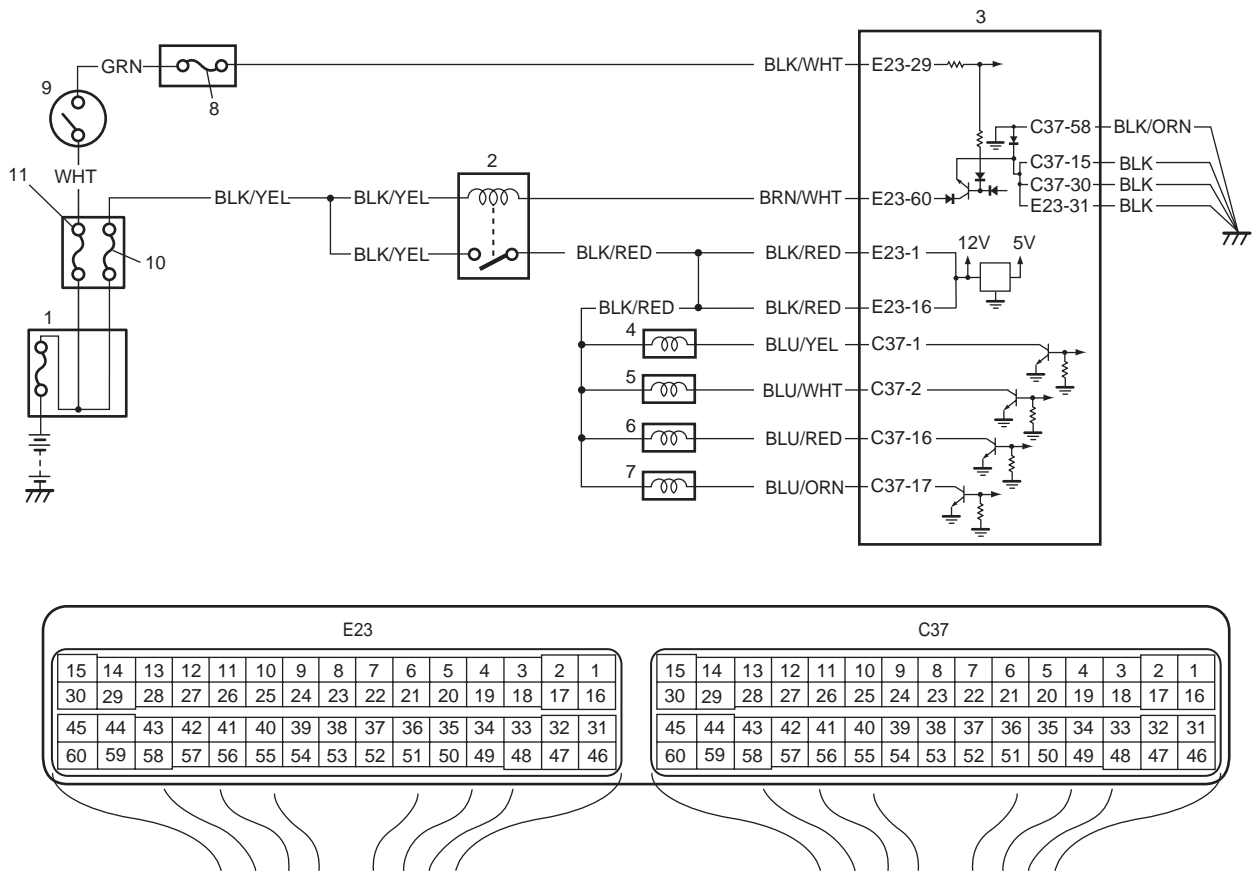 3
GRN
8
BLK/WHT E23-29
9
C37-58 BLK/ORN
2
11 WHT
C37-15 BLK
C37-30 BLK
BLK/YEL BLK/YEL
BRN/WHT E23-60
E23-31 BLK
12V 5V
10
BLK/YEL BLK/RED BLK/RED E23-1
BLK/RED BLK/RED E23-16
1
4 BLU/YEL C37-1
5 BLU/WHT C37-2
6 BLU/RED C37-16
7 BLU/ORN C37-17
E23 C37
15 14 13 12 11 10 9 8 7 6 5 4 3 2 1 15 14 13 12 11 10 9 8 7 6 5 4 3 2 1
30 29 28 27 26 25 24 23 22 21 20 19 18 17 16 30 29 28 27 26 25 24 23 22 21 20 19 18 17 16
45 44 43 42 41 40 39 38 37 36 35 34 33 32 31 45 44 43 42 41 40 39 38 37 36 35 34 33 32 31
60 59 58 57 56 55 54 53 52 51 50 49 48 47 46 60 59 58 57 56 55 54 53 52 51 50 49 48 47 46